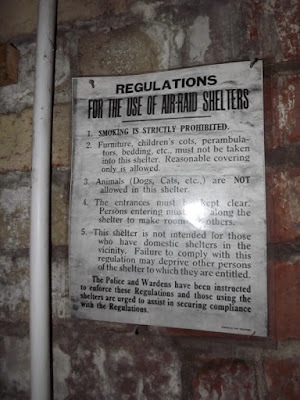 REGULATIONS
FOR THE USE OF AIR-RAID SHELTERS
1. SMOKING IS STRICTLY PROHIBITED.
2. Furniture, children's cots, perambula-
tors, bedding, etc., must not be taken
into this shelter. Reasonable covering
only is allowed.
3. Animals (Dogs, Cats, etc.,) are NOT
allowed in this shelter.
4. The entrances must be kept clear.
Persons entering must along the
shelter to make room others.
5. This shelter is not intended for those
who have domestic shelters in the
vicinity. Failure to comply with this
regulation may deprive other persons
of the shelter to which they are entitled.
The Police and Wardens have been instructed
to enforce these Regulations and those using the
shelters are urged to assist in securing compliance
with the Regulations.